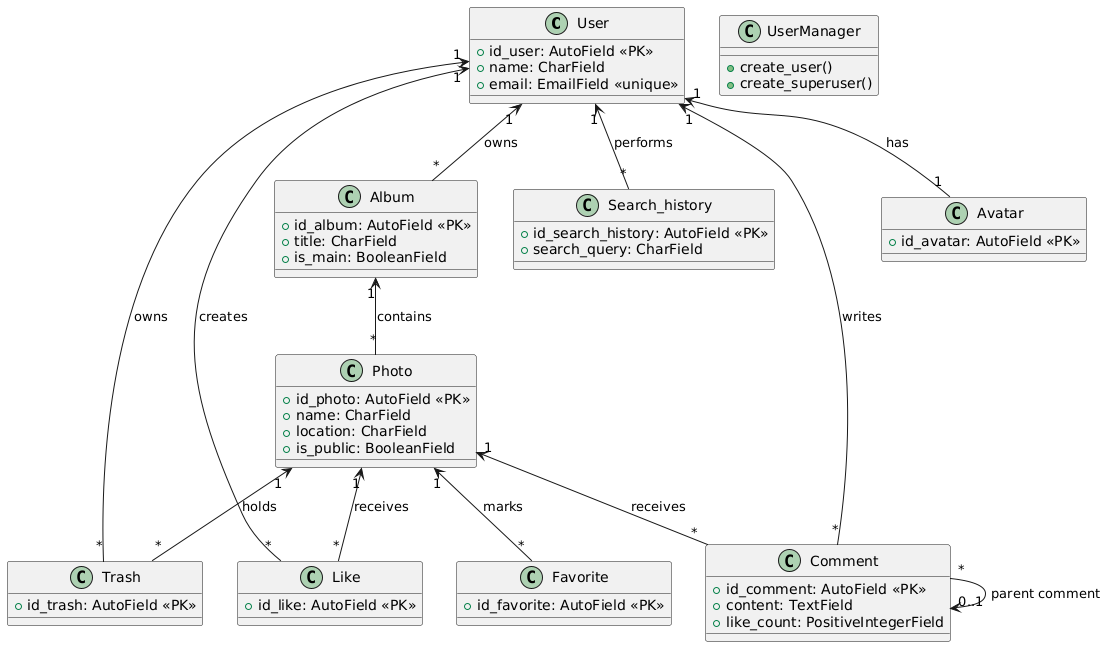 C User
id_user: AutoField «PK»
name: CharField
email: EmailField «unique»
C UserManager
create_user()
create_superuser()
1
1
1
1
1
1
owns
performs
has
*
*
1
C Album
id_album: AutoField «PK»
title: CharField
is_main: BooleanField
C Search_history
id_search_history: AutoField «PK»
search_query: CharField
C Avatar
id_avatar: AutoField «PK»
1
owns
creates
contains
writes
*
C Photo
id_photo: AutoField «PK»
name: CharField
location: CharField
is_public: BooleanField
1
1
1
1
holds
receives
marks
receives
*
*
*
*
*
*
*
C Trash
id_trash: AutoField «PK»
C Like
id_like: AutoField «PK»
C Favorite
id_favorite: AutoField «PK»
C Comment
id_comment: AutoField «PK»
content: TextField
like_count: PositiveIntegerField
*
0..1
parent comment